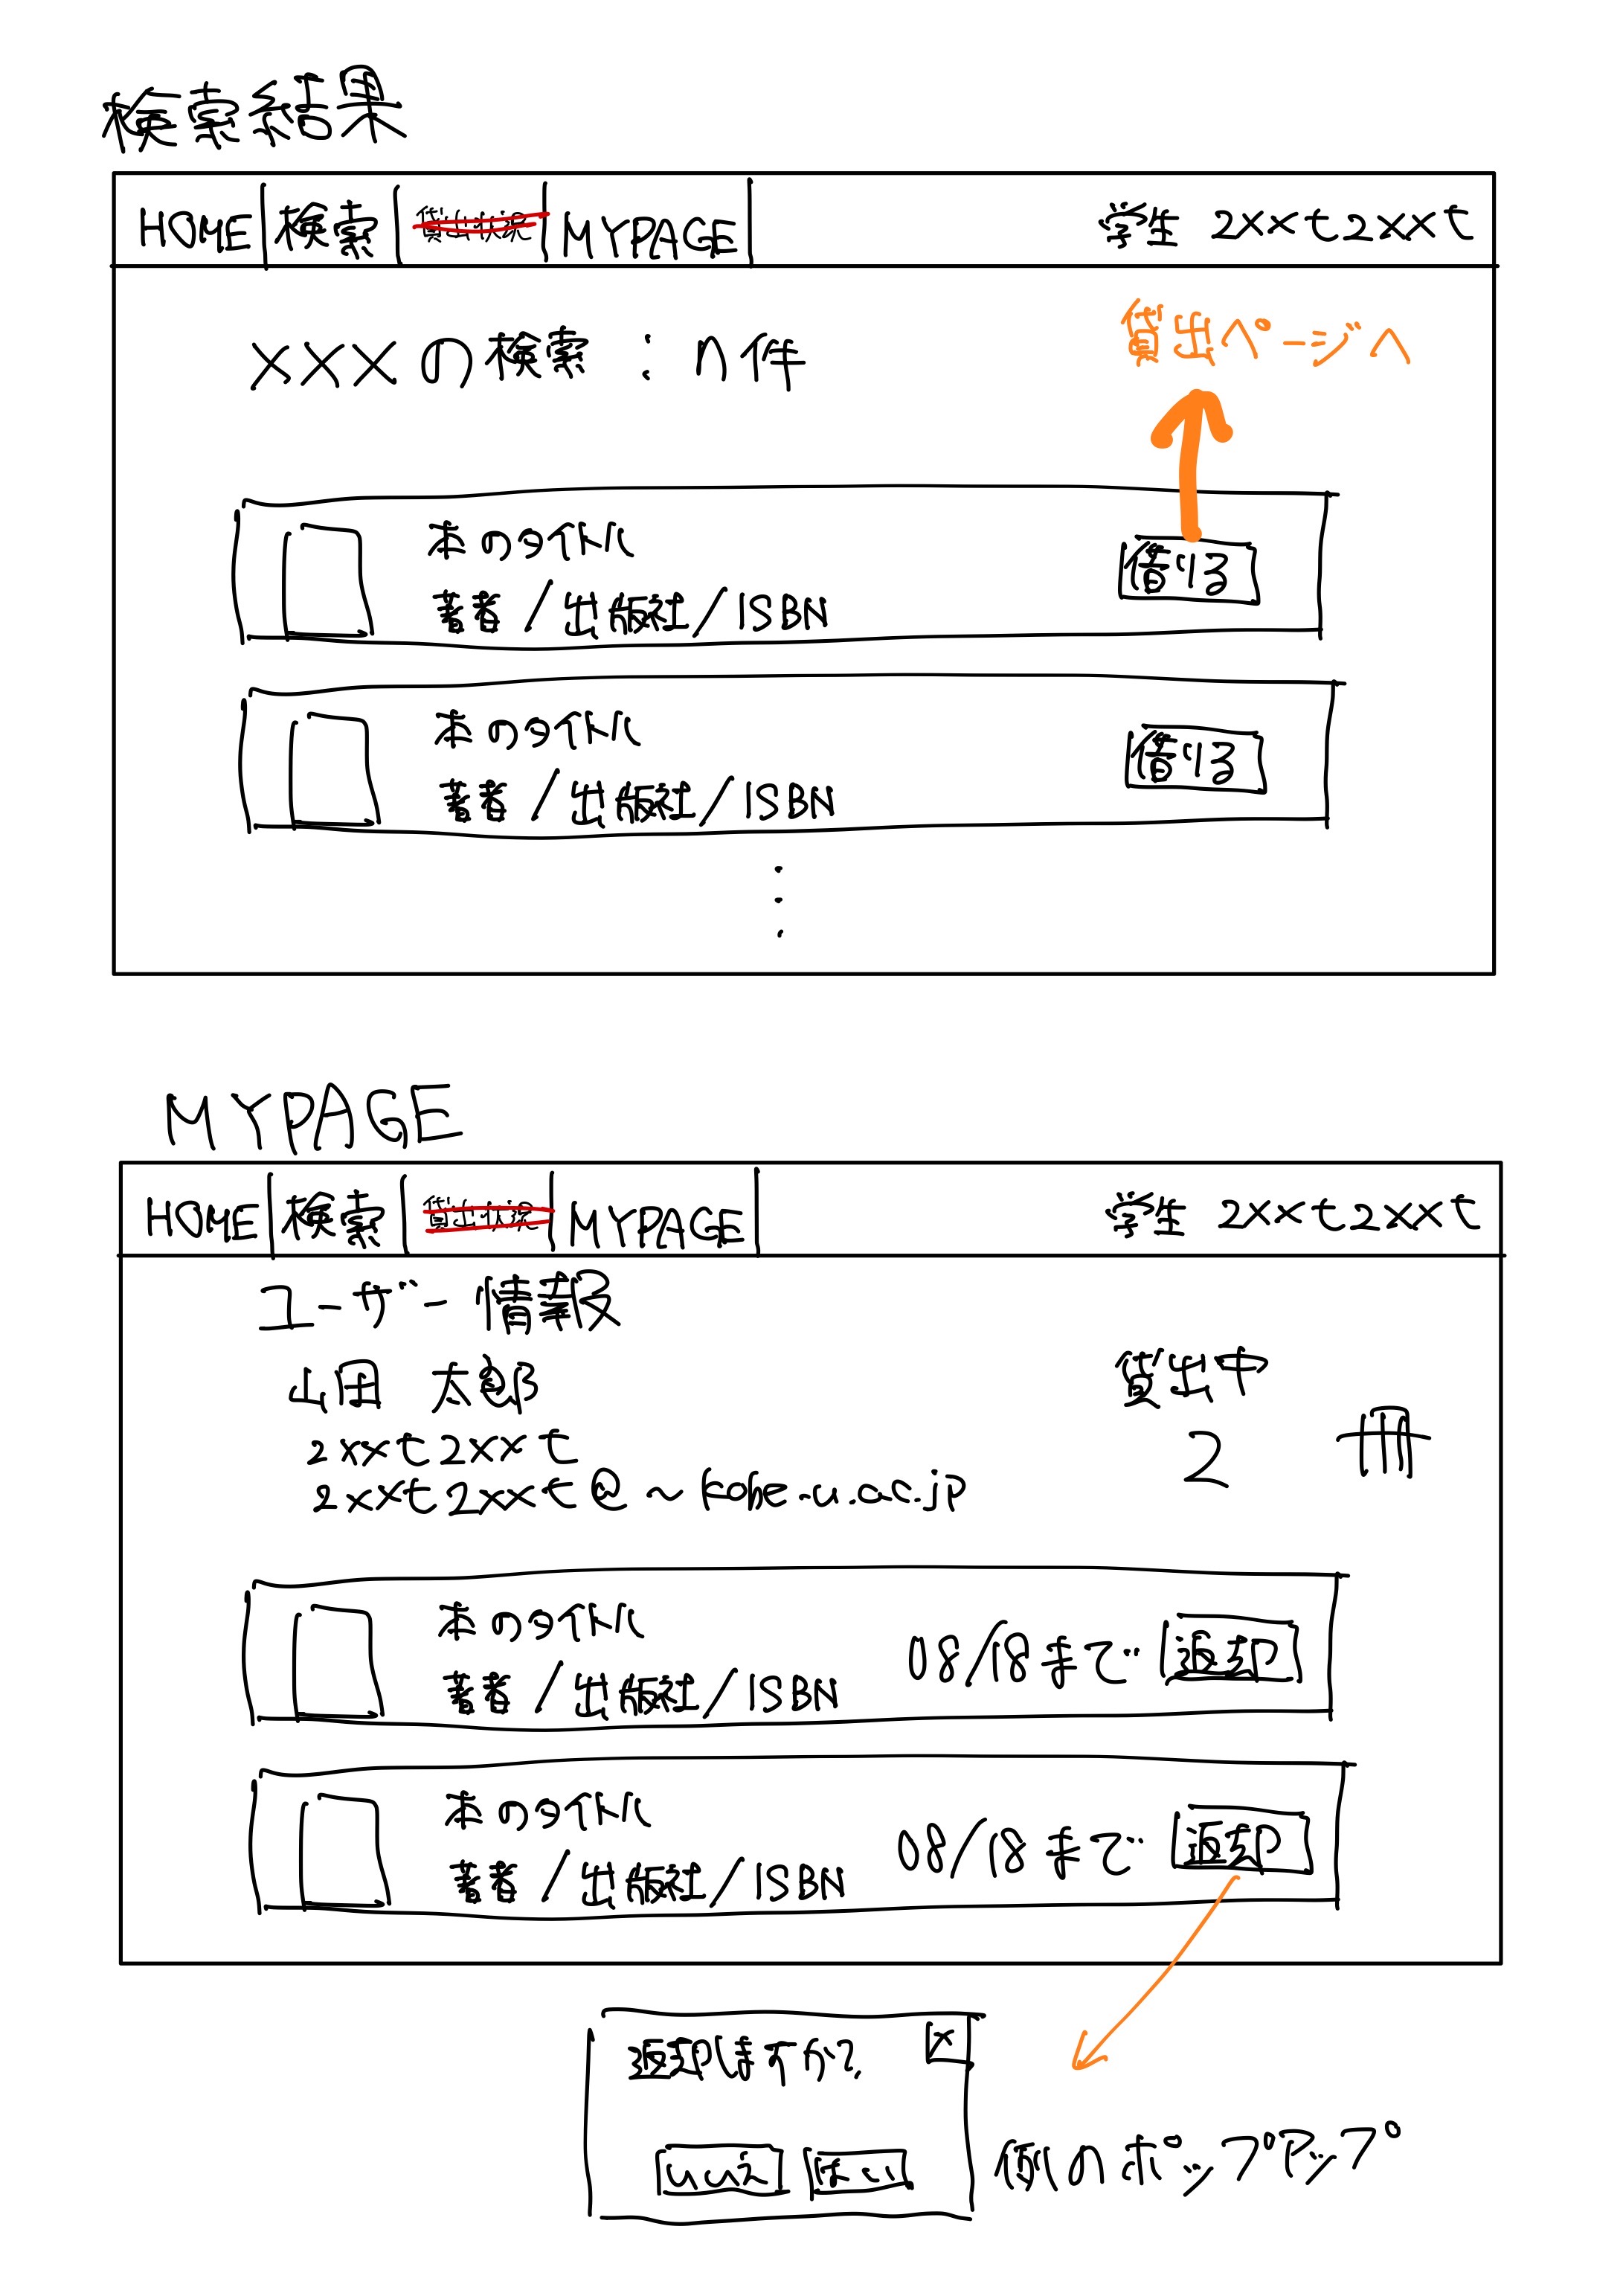 検索結果
HOME 検索 貸出状況 MYPAGE 学生 2xxt2xxt
xxxの検索:n件
貸出ページへ
本のタイトル
著者/出版社/ISBN
借りる
本のタイトル
著者/出版社/ISBN
借りる
MYPAGE
HOME 検索 貸出状況 MYPAGE 学生 2xxt2xxt
ユーザー情報
山田 太郎
2xxt2xxt
2xxt2xxt@~kobe-u.ac.jp
貸出中
2 冊
本のタイトル
著者/出版社/ISBN
08/18まで 返却
本のタイトル
著者/出版社/ISBN
08/18まで 返却
返却しますか? ×
いいえ はい
のポップアップ